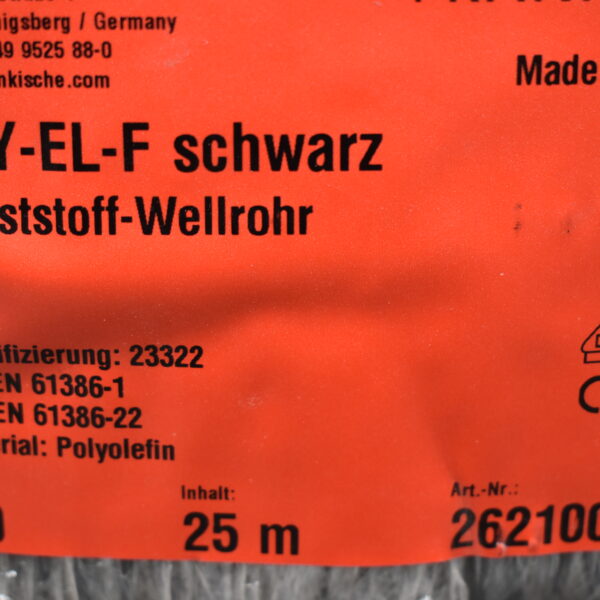 igsberg / Germany
49 9525 88-0
nkische.com
Made
Y-EL-F schwarz
ststoff-Wellrohr
ifizierung: 23322
EN 61386-1
EN 61386-22
rial: Polyolefin
Inhalt:
Art.-Nr.:
25 m
262100